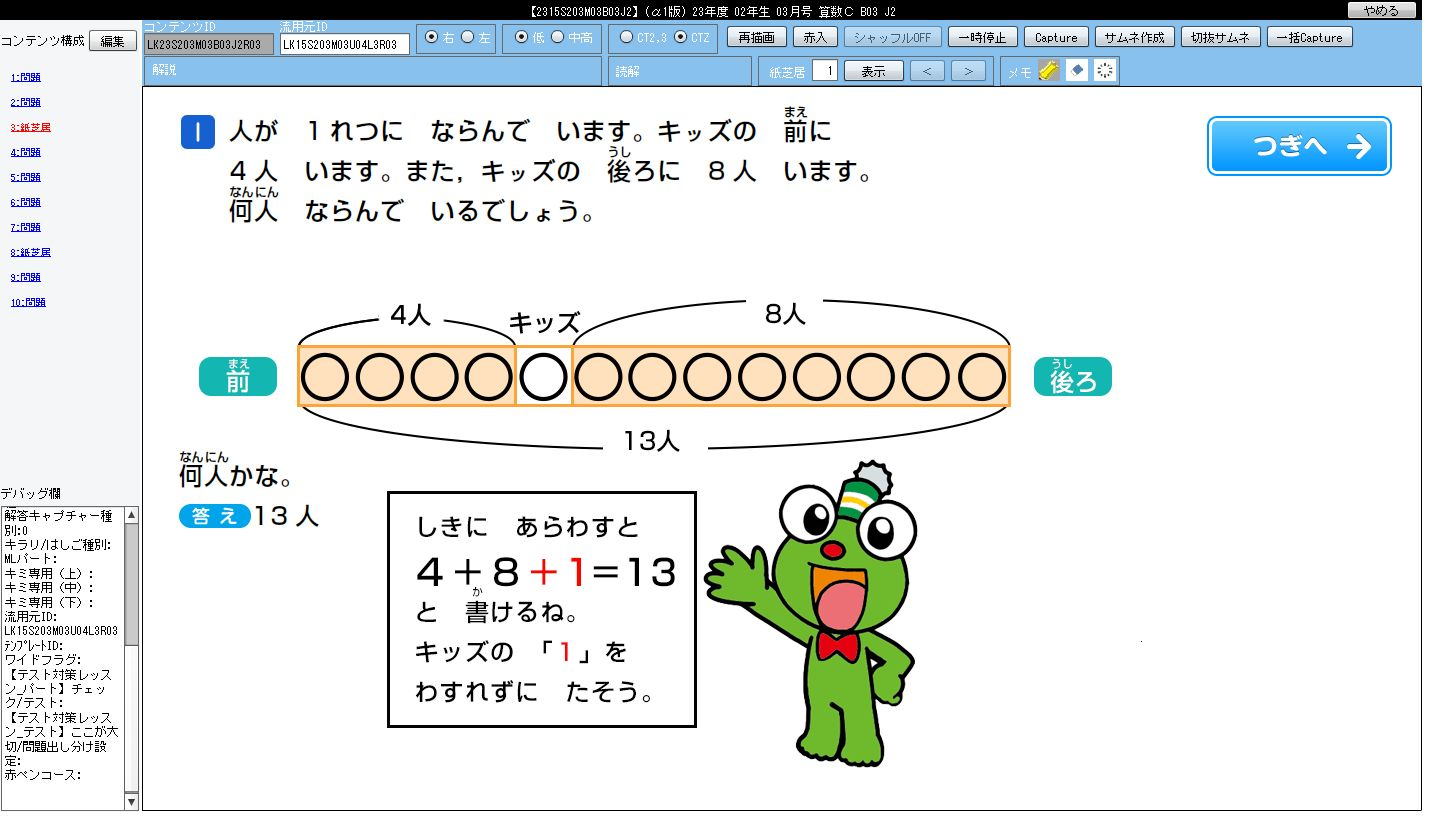 【2315S203M03B03J2】(α1版) 23年度 02年生 03月号 算数C B03 J2
やめる
コンテンツ構成 編集
コンテンツID 流用元ID
LK23S203M03B03J2R03 LK15S203M03U04L3R03
右 左 低 中高 CT2,3 CTZ
再描画 赤入 シャッフルOFF 一時停止 Capture サムネ作成 切抜サムネ 一括Capture
解説 読解 紙芝居 1 表示 < > メモ
1:問題
2:問題
3:紙芝居
4:問題
5:問題
6:問題
7:問題
8:紙芝居
9:問題
10:問題
デバッグ欄
解答キャプチャー種
別:0
キラリ/はしご種別:
MLパート:
キミ専用（上）:
キミ専用（中）:
キミ専用（下）:
流用元ID:
LK15S203M03U04L3R03
テンプレートID:
ワイドフラグ:
【テスト対策レッス
ン_パート】チェッ
ク/テスト:
【テスト対策レッス
ン_テスト】ここが大
切/問題出し分け設
定:
赤ペンコース:
まえ
1 人が 1れつに ならんで います。キッズの 前に
うし
4人 います。また，キッズの 後ろに 8人 います。
なんにん
何人 ならんで いるでしょう。
つぎへ
4人 キッズ 8人
まえ
前
うし
後ろ
13人
なんにん
何人かな。
答え 13人
しきに あらわすと
4＋8＋1＝13
か
と 書けるね。
キッズの 「1」を
わすれずに たそう。